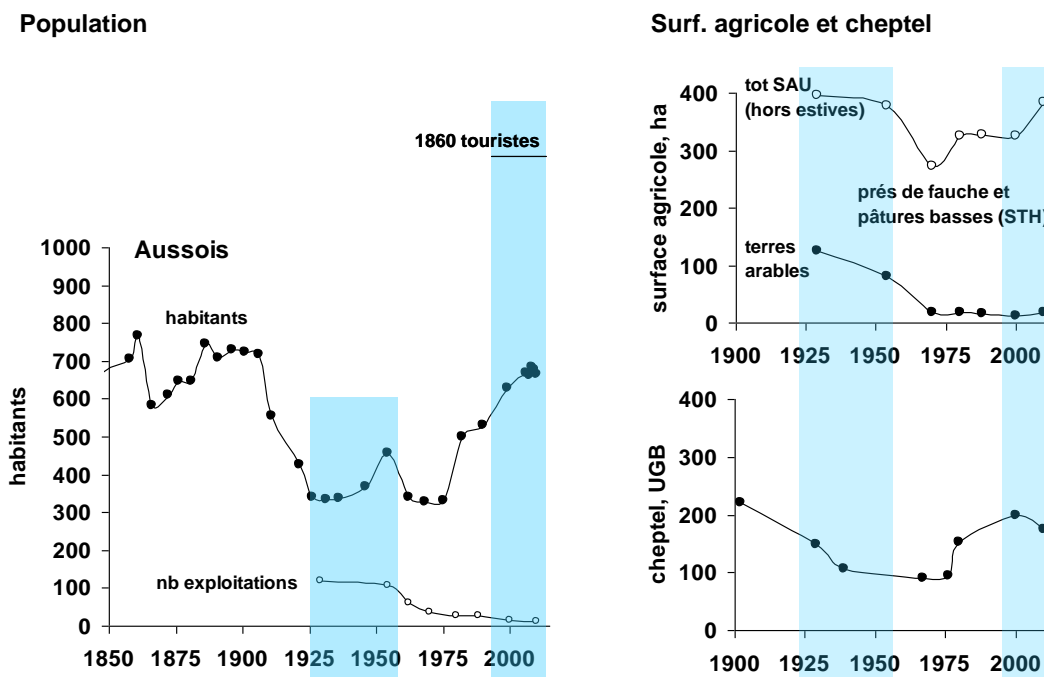 Population
Surf. agricole et cheptel
1860 touristes
Aussois
habitants
1000
900
800
700
600
500
400
300
200
100
0
habitants
nb exploitations
1850 1875 1900 1925 1950 1975 2000
surface agricole, ha
400
300
200
100
0
tot SAU
(hors estives)
prés de fauche et
pâtures basses (STH)
terres
arables
1900 1925 1950 1975 2000
cheptel, UGB
400
300
200
100
0
1900 1925 1950 1975 2000